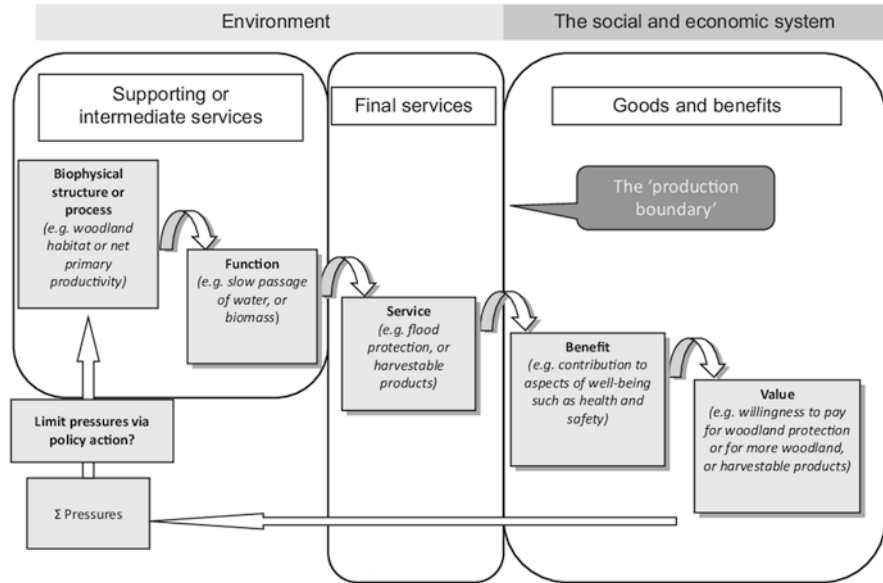 Environment
The social and economic system
Supporting or
intermediate services
Final services
Goods and benefits
Biophysical
structure or
process
(e.g. woodland
habitat or net
primary
productivity)
The 'production
boundary'
Function
(e.g. slow passage
of water, or
biomass)
Service
(e.g. flood
protection, or
harvestable
products)
Benefit
(e.g. contribution to
aspects of well-being
such as health and
safety)
Value
(e.g. willingness to pay
for woodland protection
or for more woodland,
or harvestable products)
Limit pressures via
policy action?
Σ Pressures